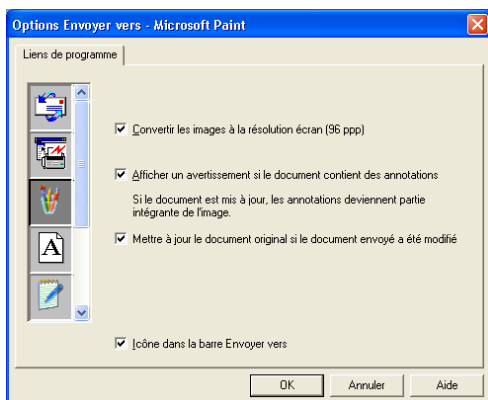 Options Envoyer vers - Microsoft Paint
Liens de programme
Convertir les images à la résolution écran (96 ppp)
Afficher un avertissement si le document contient des annotations
Si le document est mis à jour, les annotations deviennent partie
intégrante de l'image.
Mettre à jour le document original si le document envoyé a été modifié
A
Icône dans la barre Envoyer vers
OK
Annuler
Aide